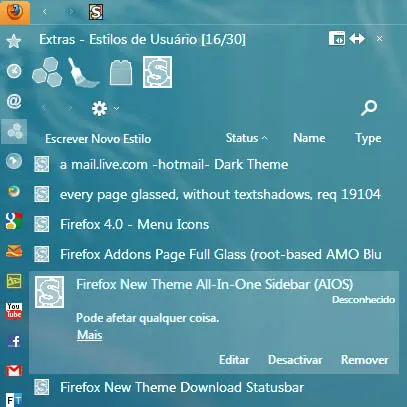 Extras - Estilos de Usuário [16/30]
Escrever Novo Estilo Status Name Type
a mail.live.com -hotmail- Dark Theme
every page glassed, without textshadows, req 19104
Firefox 4.0 - Menu Icons
Firefox Addons Page Full Glass (root-based AMO Blu
Firefox New Theme All-In-One Sidebar (AIOS)
Desconhecido
Pode afetar qualquer coisa.
Mais
Editar Desativar Remover
You
Tube
Firefox New Theme Download Statusbar
FT